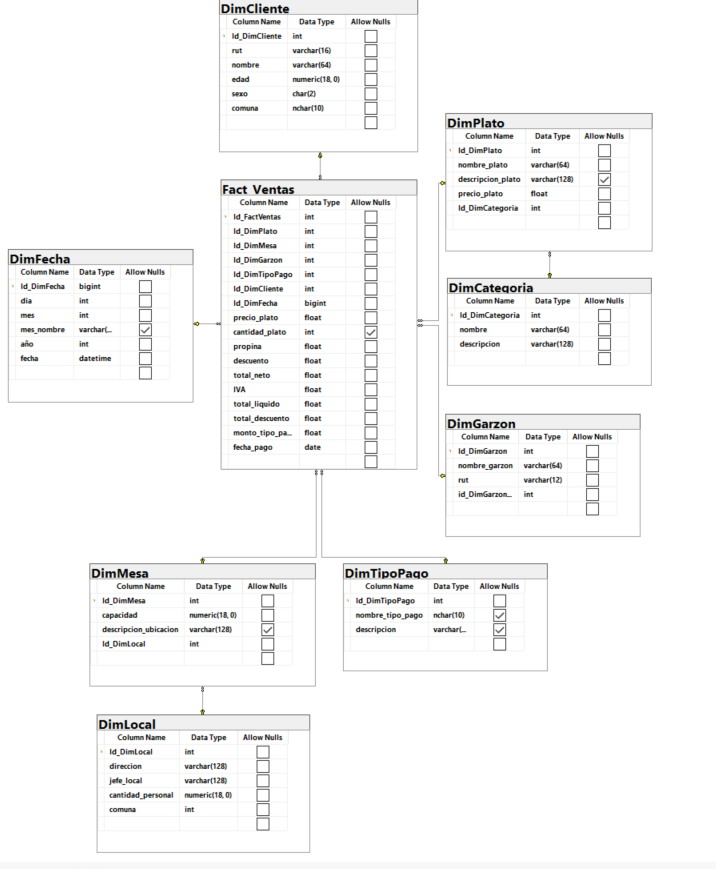 DimCliente
Column Name Data Type Allow Nulls
Id_DimCliente int
rut varchar(16)
nombre varchar(64)
edad numeric(18, 0)
sexo char(2)
comuna nchar(10)
DimPlato
Column Name Data Type Allow Nulls
Id_DimPlato int
nombre_plato varchar(64)
descripcion_plato varchar(128)
precio_plato float
Id_DimCategoria int
Fact_Ventas
Column Name Data Type Allow Nulls
Id_FactVentas int
Id_DimPlato int
Id_DimMesa int
Id_DimGarzon int
Id_DimTipoPago int
Id_DimCliente int
Id_DimFecha bigint
precio_plato float
cantidad_plato int
propina float
descuento float
total_neto float
IVA float
total_liquido float
total_descuento float
monto_tipo_pa... float
fecha_pago date
DimFecha
Column Name Data Type Allow Nulls
Id_DimFecha bigint
dia int
mes int
mes_nombre varchar(...
año int
fecha datetime
DimCategoria
Column Name Data Type Allow Nulls
Id_DimCategoria int
nombre varchar(64)
descripcion varchar(128)
DimGarzon
Column Name Data Type Allow Nulls
Id_DimGarzon int
nombre_garzon varchar(64)
rut varchar(12)
id_DimGarzon... int
DimMesa
Column Name Data Type Allow Nulls
Id_DimMesa int
capacidad numeric(18, 0)
descripcion_ubicacion varchar(128)
Id_DimLocal int
DimTipoPago
Column Name Data Type Allow Nulls
Id_DimTipoPago int
nombre_tipo_pago nchar(10)
descripcion varchar(...
DimLocal
Column Name Data Type Allow Nulls
Id_DimLocal int
direccion varchar(128)
jefe_local varchar(128)
cantidad_personal numeric(18, 0)
comuna int